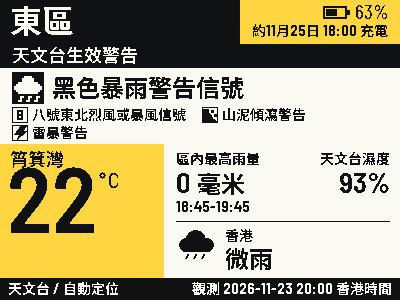 東區
63%
約11月25日 18:00 充電
天文台生效警告
黑色暴雨警告信號
8 八號東北烈風或暴風信號 山泥傾瀉警告
雷暴警告
筲箕灣
22°C
區內最高雨量
0 毫米
18:45-19:45
天文台濕度
93%
香港
微雨
天文台 / 自動定位
觀測 2026-11-23 20:00 香港時間